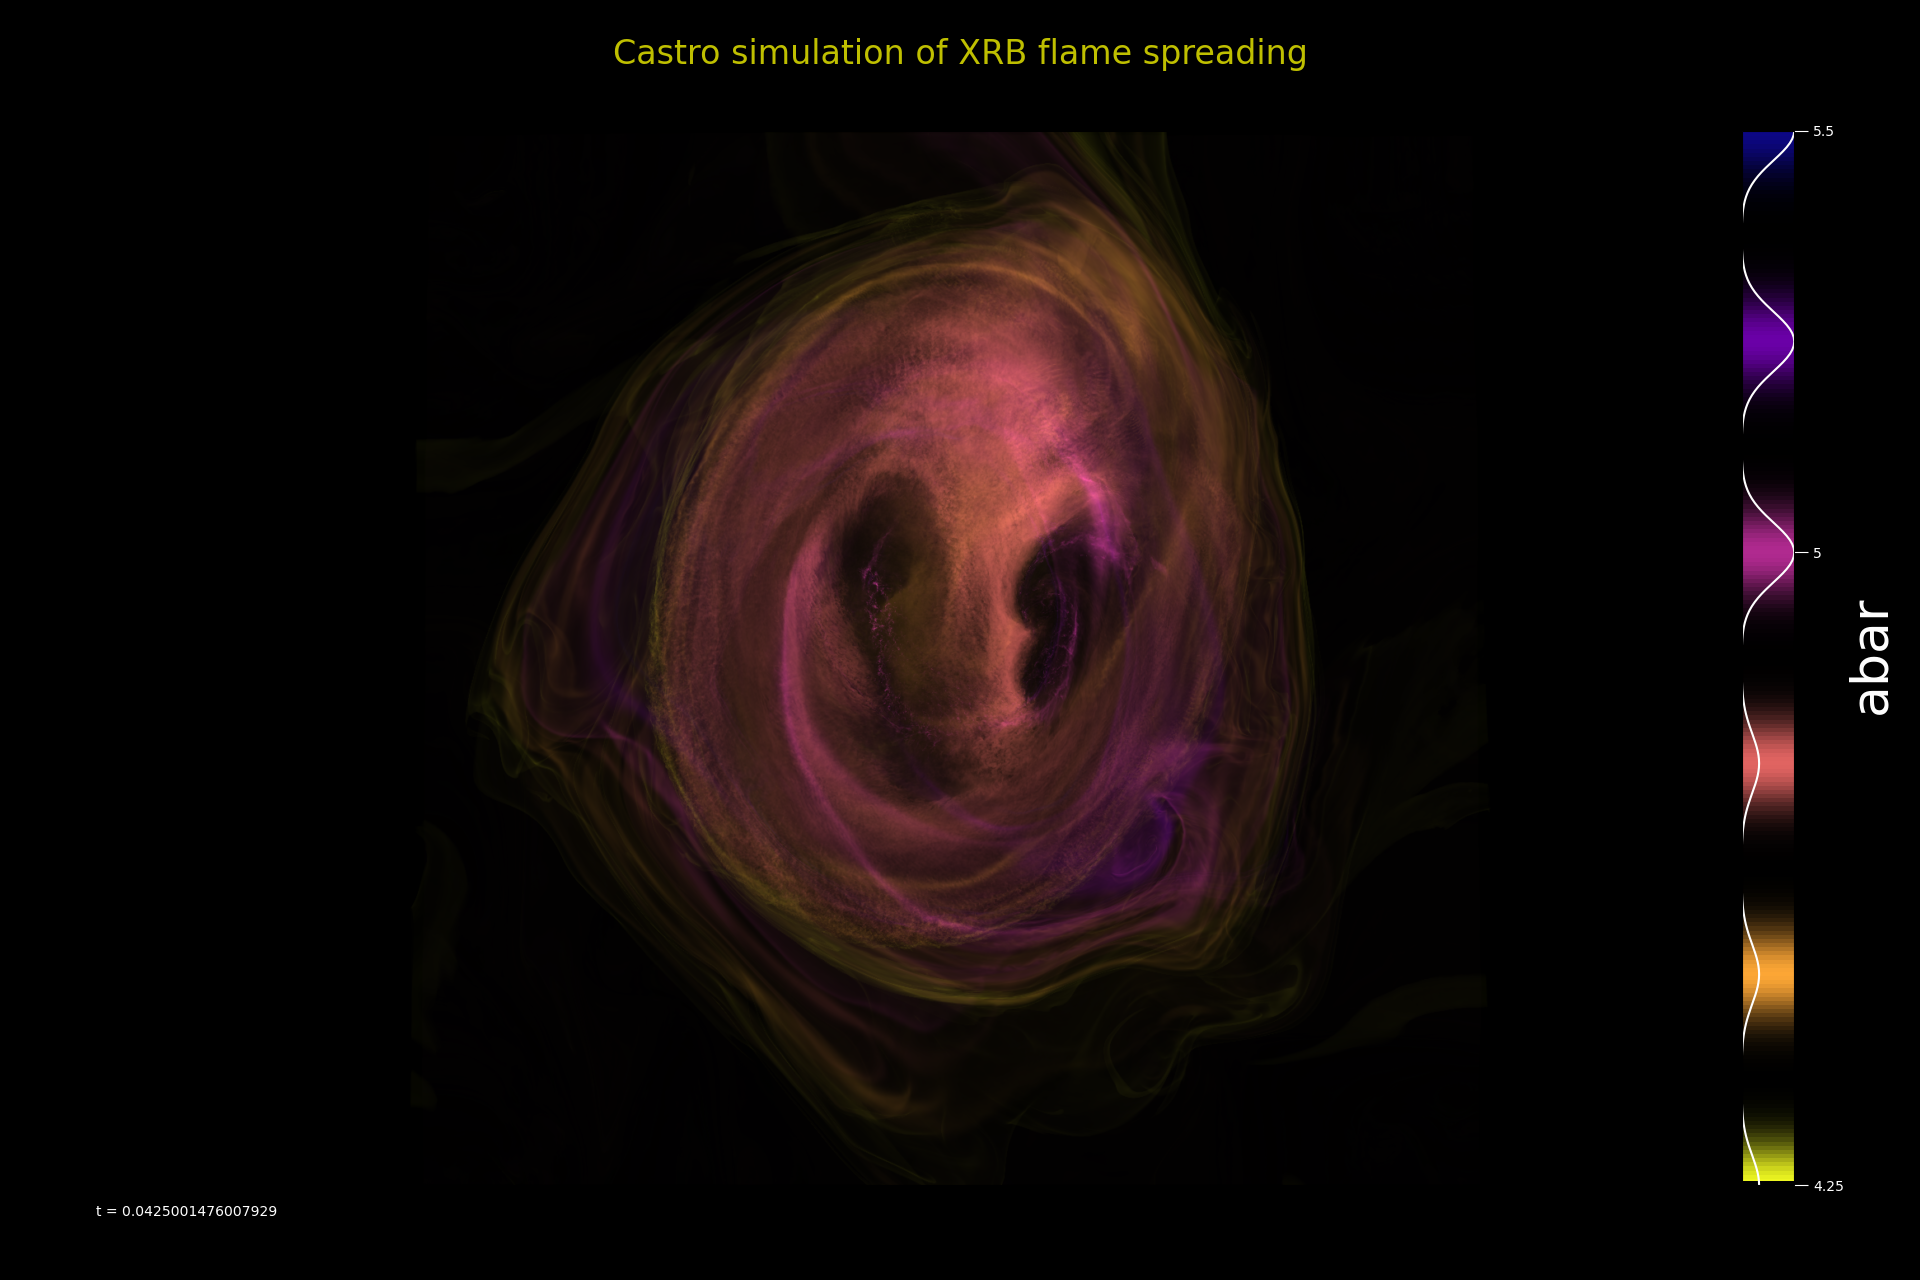 Castro simulation of XRB flame spreading
5.5
5
abar
4.25
t = 0.0425001476007929